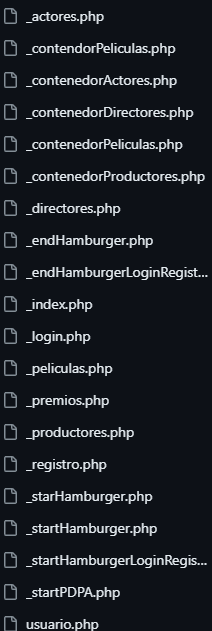 _actores.php
_contendorPeliculas.php
_contenedorActores.php
_contenedorDirectores.php
_contenedorPeliculas.php
_contenedorProductores.php
_directores.php
_endHamburger.php
_endHamburgerLoginRegist...
_index.php
_login.php
_peliculas.php
_premios.php
_productores.php
_registro.php
_starHamburger.php
_startHamburger.php
_startHamburgerLoginRegis...
_startPDPA.php
usuario.php